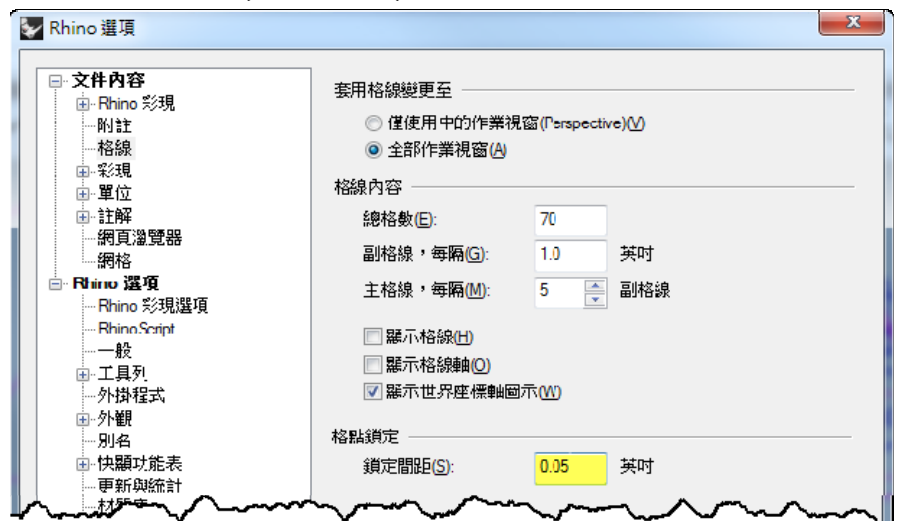 Rhino 選項
文件內容
Rhino 彩現
附註
格線
彩現
單位
註解
網頁瀏覽器
網格
Rhino 選項
Rhino 彩現選項
RhinoScript
一般
工具列
外掛程式
外觀
別名
快顯功能表
更新與統計
套用格線變更至
僅使用中的作業視窗(Perspective)(V)
全部作業視窗(A)
格線內容
總格數(E): 70
副格線，每隔(G): 1.0 英吋
主格線，每隔(M): 5 副格線
顯示格線(H)
顯示格線軸(O)
顯示世界座標軸圖示(W)
格點鎖定
鎖定間距(S): 0.05 英吋